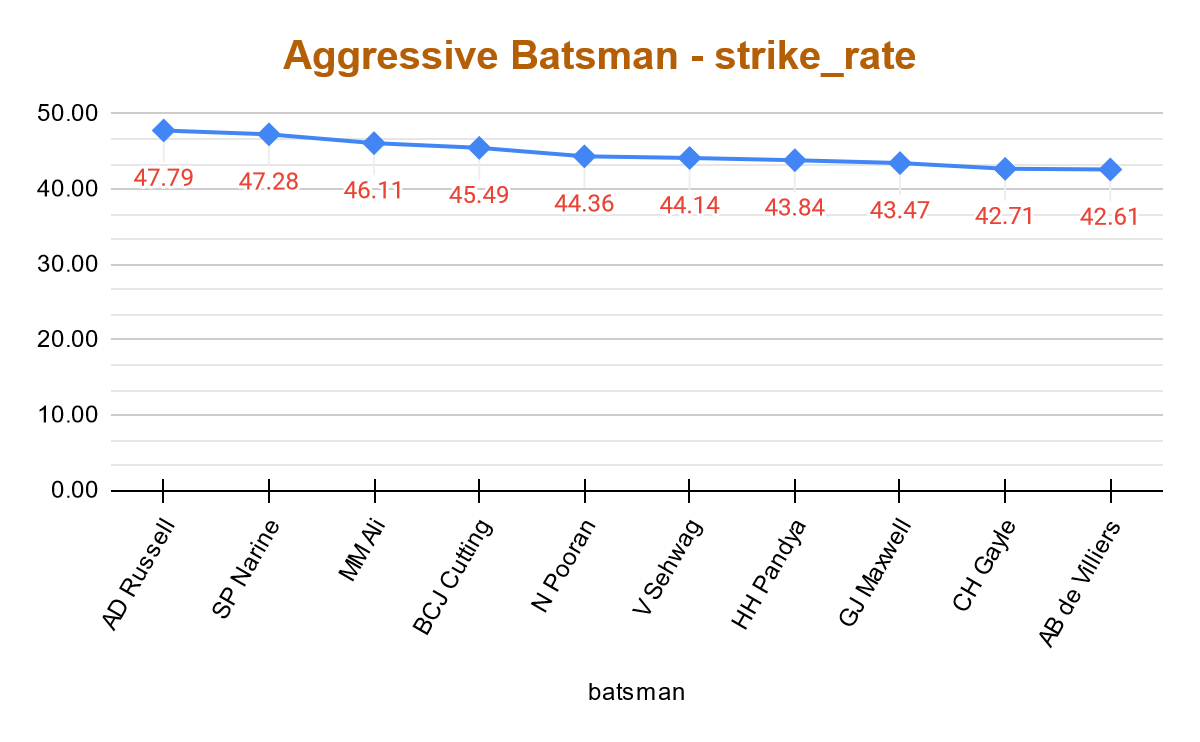 Aggressive Batsman - strike_rate
50.00
40.00
30.00
20.00
10.00
0.00
47.79
47.28
46.11
45.49
44.36
44.14
43.84
43.47
42.71
42.61
AD Russell
SP Narine
MM Ali
BCJ Cutting
N Pooran
V Sehwag
HH Pandya
GJ Maxwell
CH Gayle
AB de Villiers
batsman